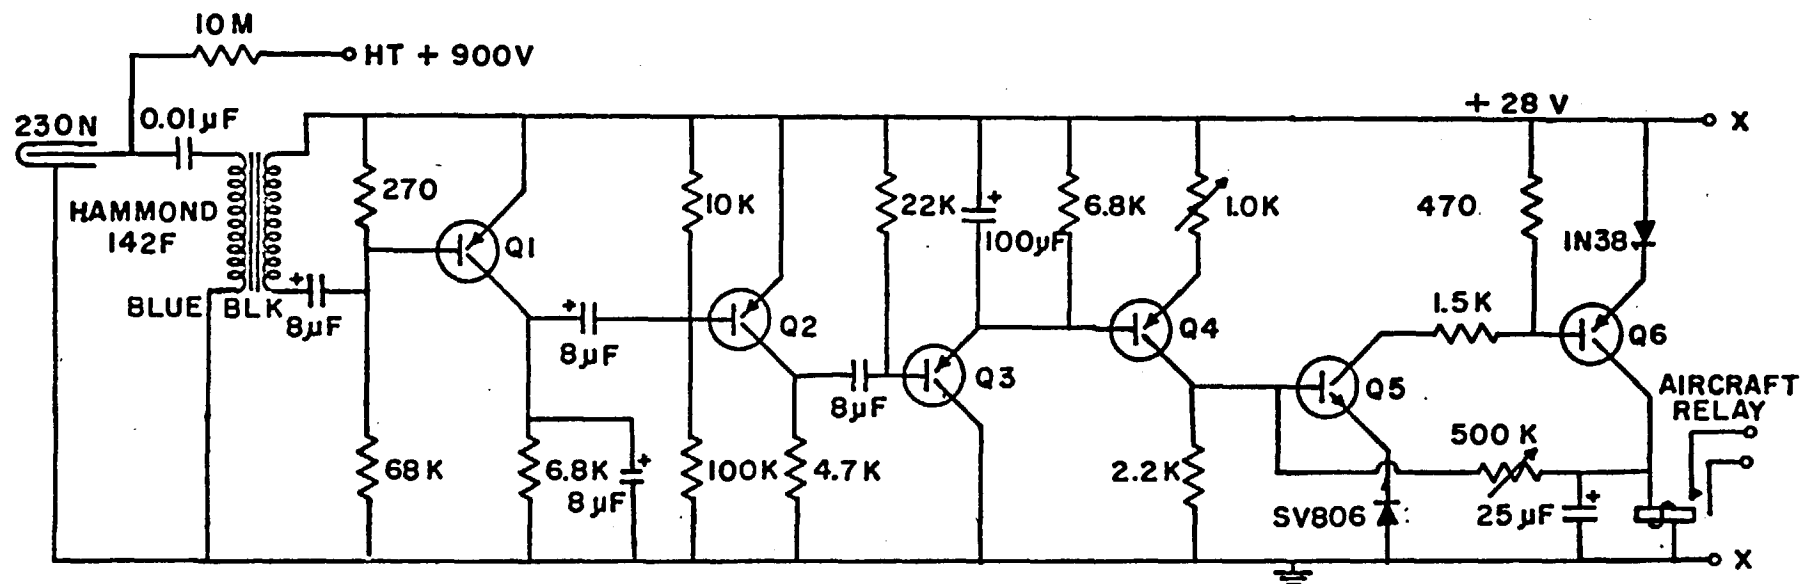 10M
HT + 900V
+ 28 V
X
230N
0.01µF
HAMMOND
142F
BLUE
BLK
8µF
270
Q1
10K
22K
100µF
6.8K
1.0K
470
1N38
8µF
Q2
8µF
Q3
Q4
1.5K
Q6
Q5
AIRCRAFT
RELAY
68K
6.8K
8µF
100K
4.7K
2.2K
500K
SV806
25µF
X